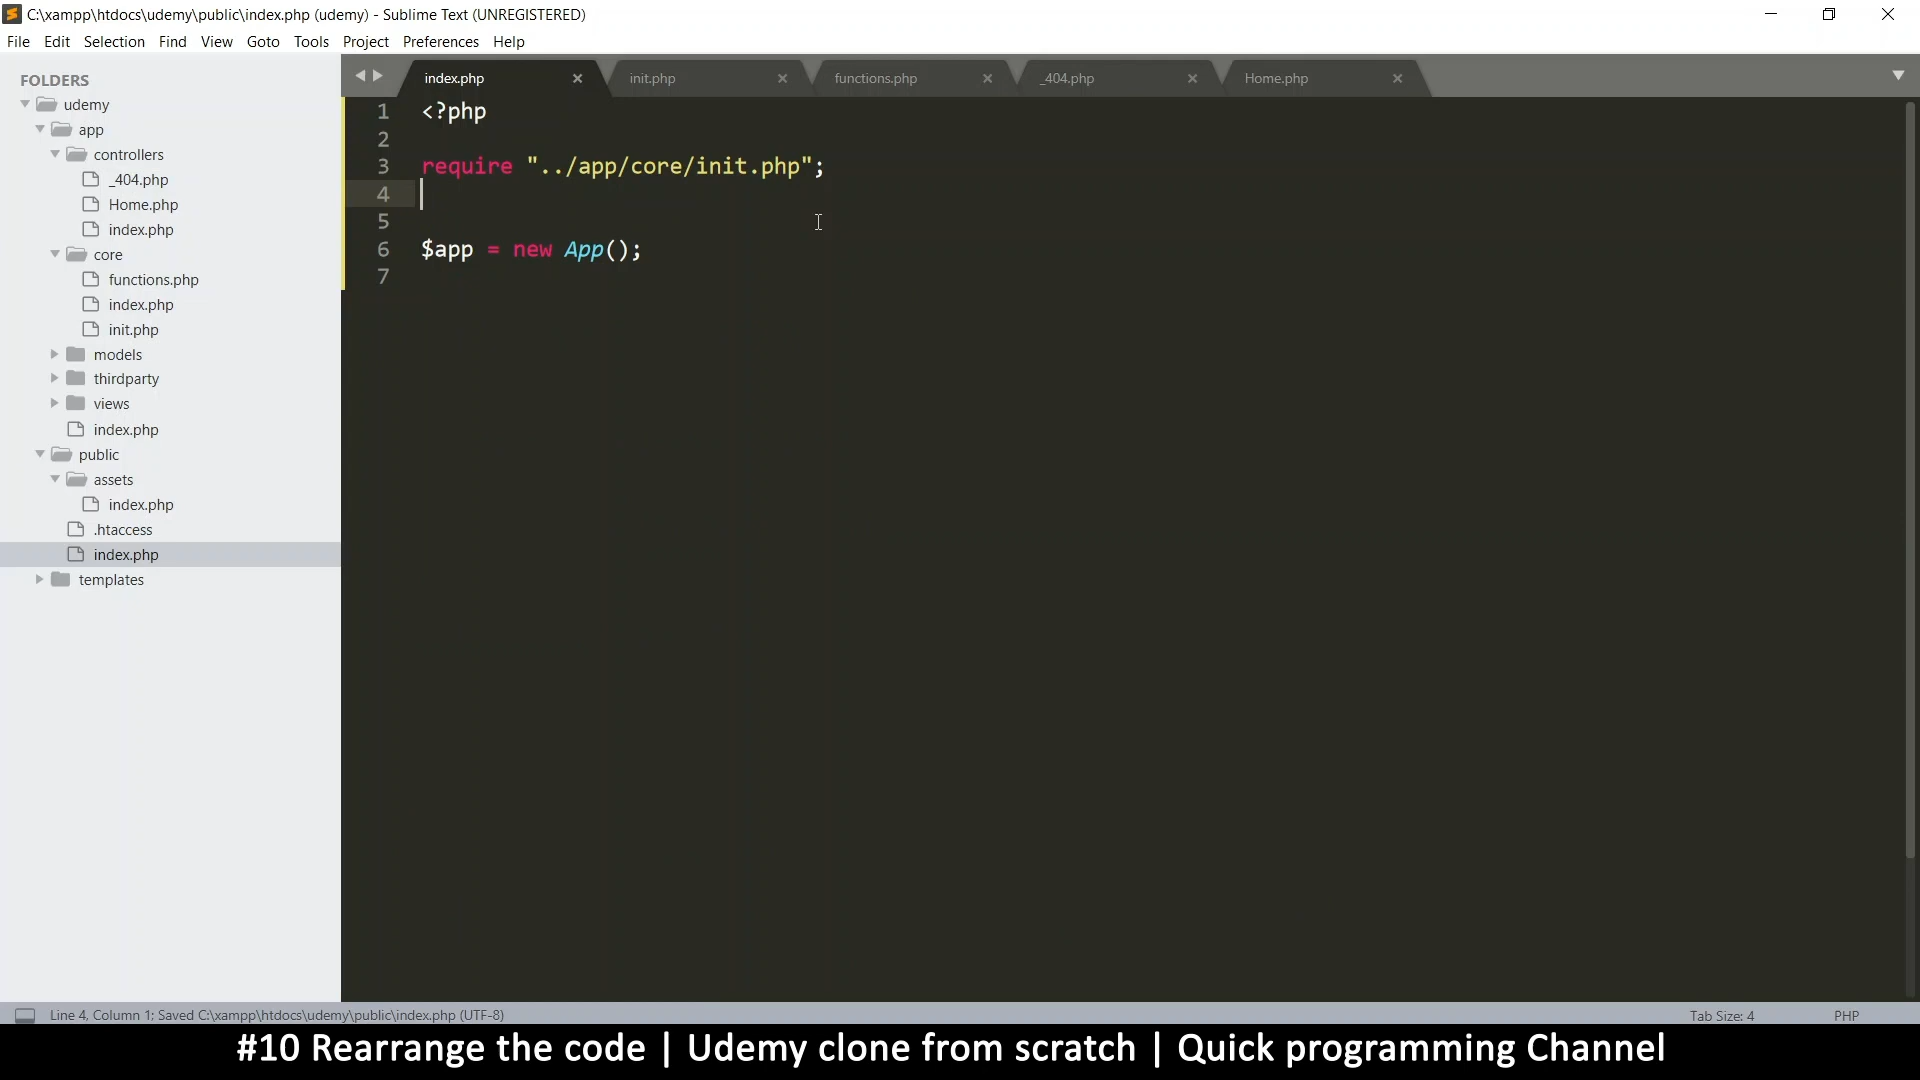 C:\xampp\htdocs\udemy\public\index.php (udemy) - Sublime Text (UNREGISTERED)
File Edit Selection Find View Goto Tools Project Preferences Help
FOLDERS
udemy
app
controllers
_404.php
Home.php
index.php
core
functions.php
index.php
init.php
models
thirdparty
views
index.php
public
assets
index.php
.htaccess
index.php
templates
index.php init.php functions.php _404.php Home.php
1 <?php
2
3 require "../app/core/init.php";
4
5
6 $app = new App();
7
Line 4, Column 1; Saved C:\xampp\htdocs\udemy\public\index.php (UTF-8) Tab Size: 4 PHP
#10 Rearrange the code | Udemy clone from scratch | Quick programming Channel